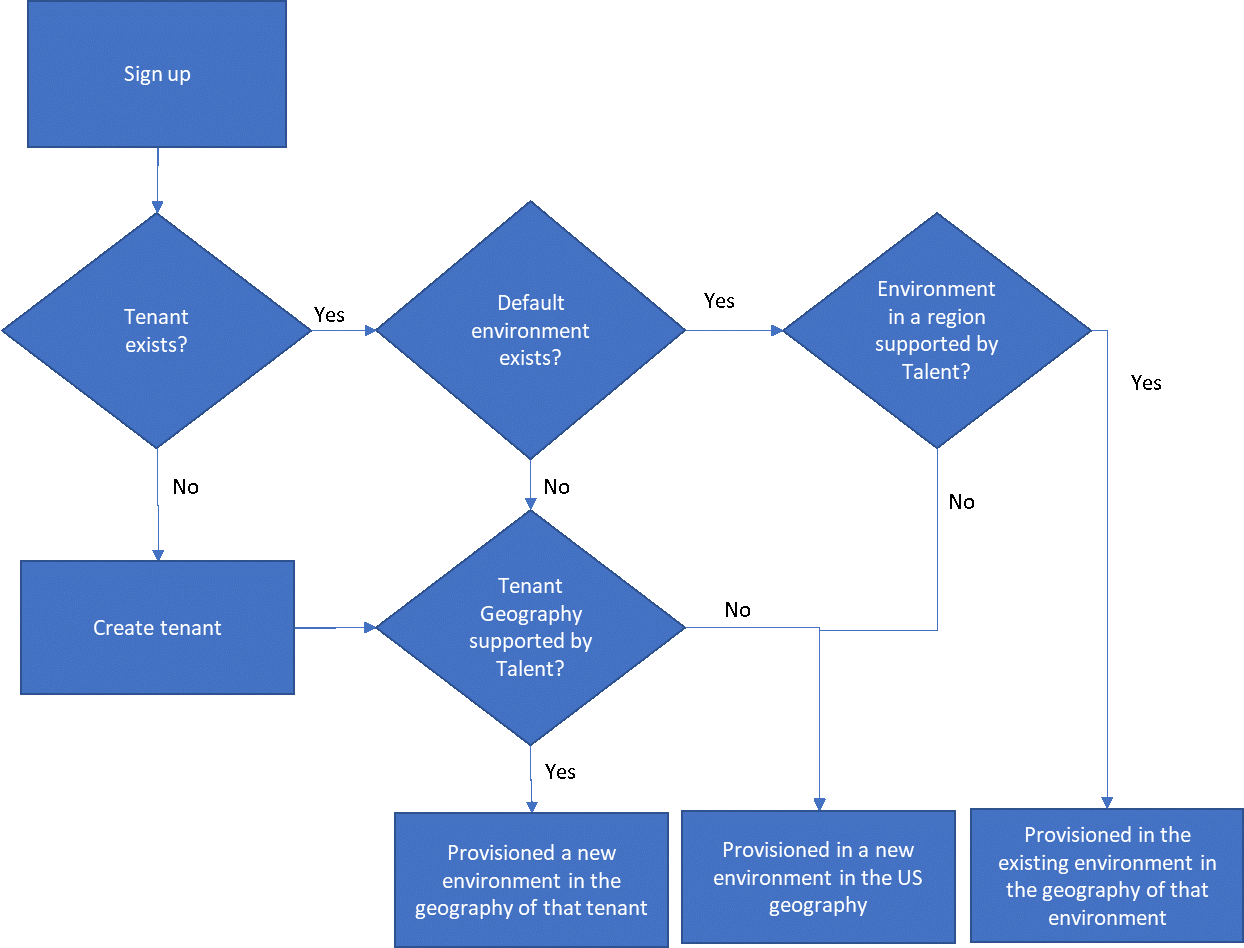 Sign up
Tenant
exists?
Yes
Default
environment
exists?
Yes
Environment
in a region
supported by
Talent?
Yes
No
No
No
Create tenant
Tenant
Geography
supported by
Talent?
No
Yes
Provisioned a new
environment in the
geography of that tenant
Provisioned in a new
environment in the US
geography
Provisioned in the
existing environment in
the geography of that
environment